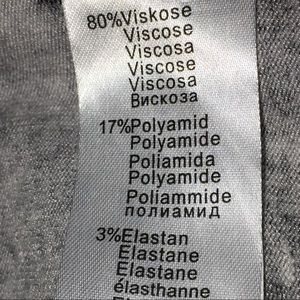 80%Viskose
Viscose
Viscosa
Viscose
Viscosa
Вискоза
17%Polyamid
Polyamide
Poliamida
Polyamide
Poliammide
полиамид
3%Elastan
Elastane
Elastane
élasthanne